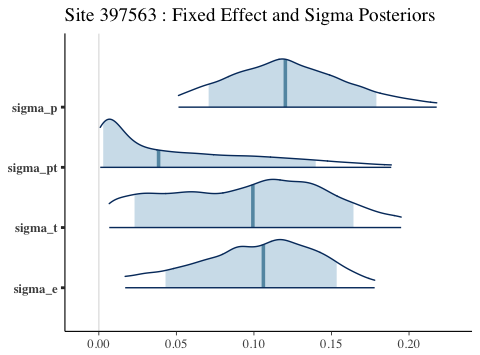 Site 397563 : Fixed Effect and Sigma Posteriors
sigma_p
sigma_pt
sigma_t
sigma_e
0.00 0.05 0.10 0.15 0.20